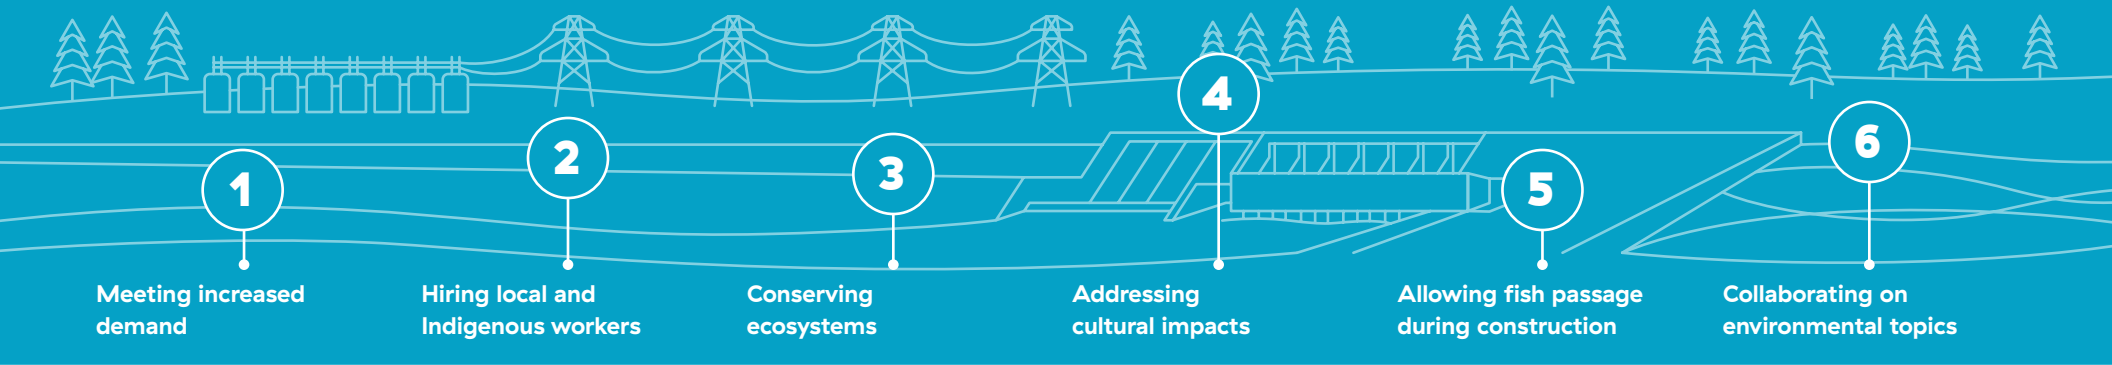 1
Meeting increased
demand
2
Hiring local and
Indigenous workers
3
Conserving
ecosystems
4
Addressing
cultural impacts
5
Allowing fish passage
during construction
6
Collaborating on
environmental topics